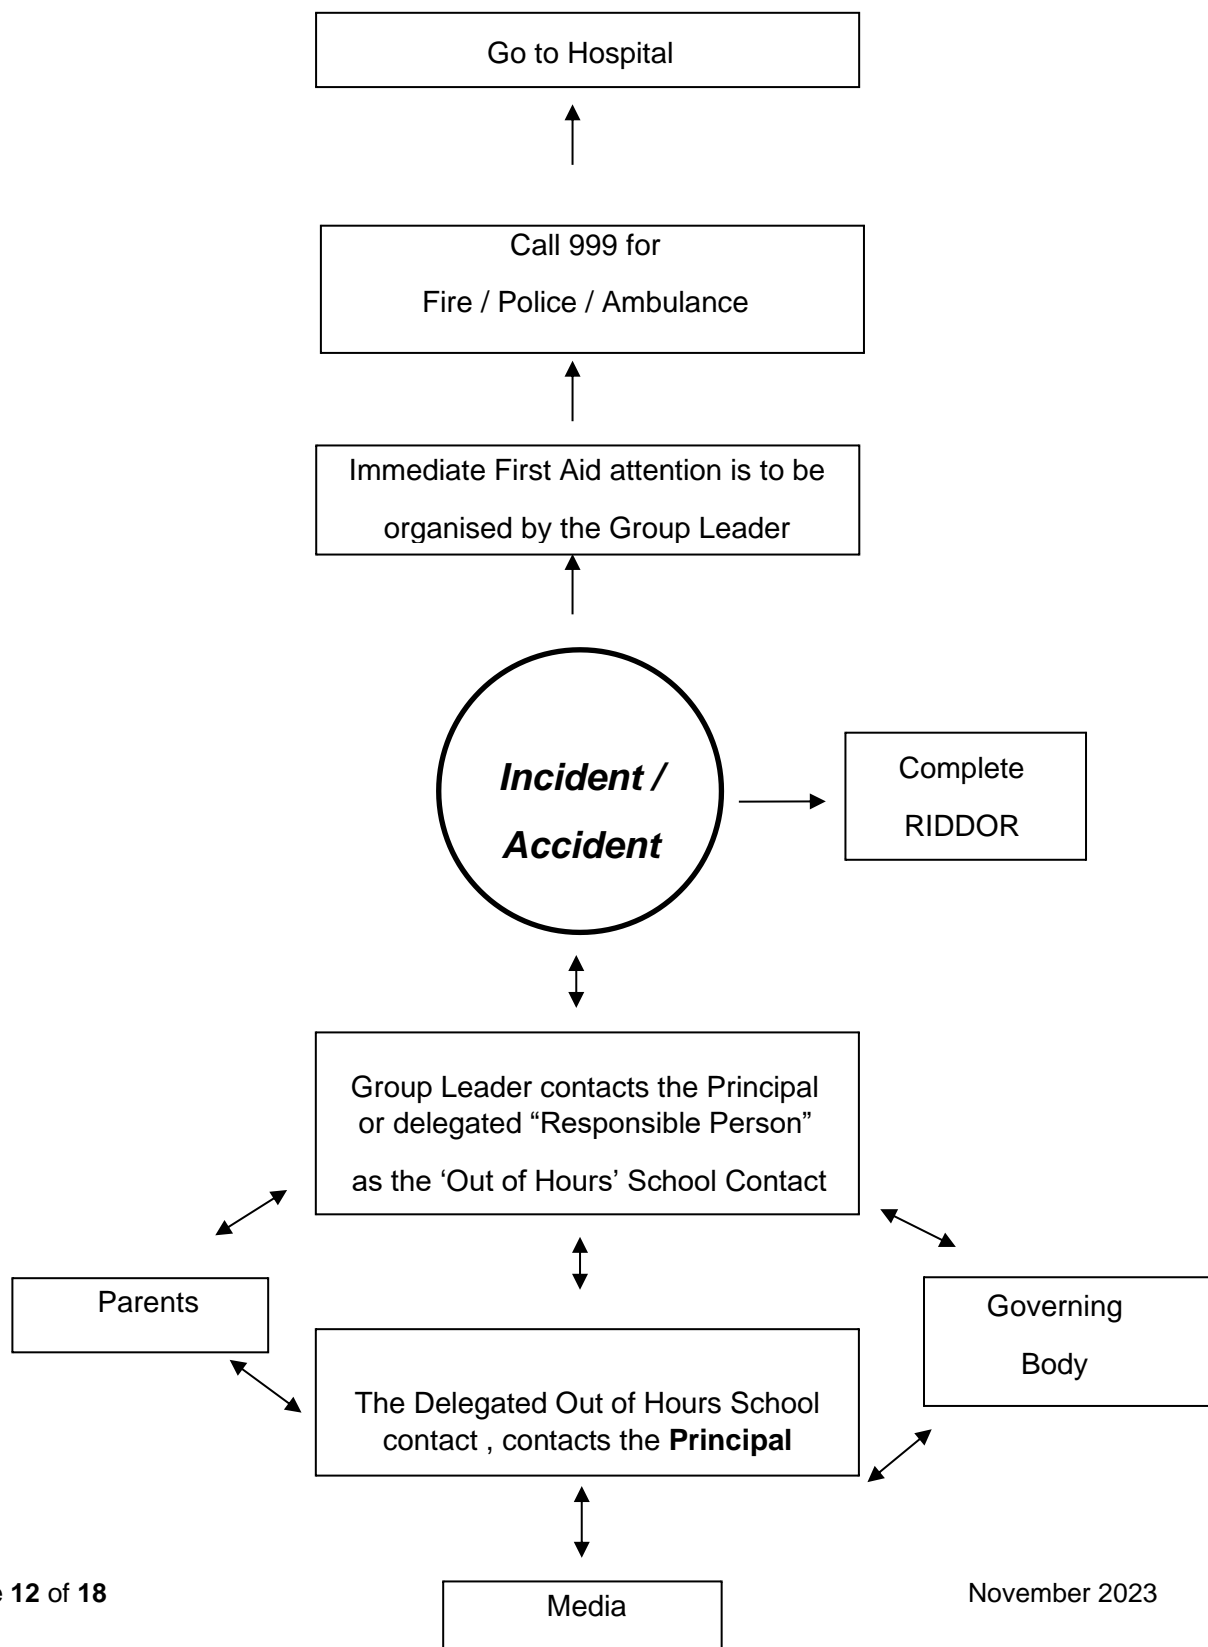 Go to Hospital
Call 999 for
Fire / Police / Ambulance
Immediate First Aid attention is to be
organised by the Group Leader
Incident /
Accident
Complete
RIDDOR
Group Leader contacts the Principal
or delegated “Responsible Person”
as the ‘Out of Hours’ School Contact
Parents
Governing
Body
The Delegated Out of Hours School
contact , contacts the Principal
Media
12 of 18
November 2023